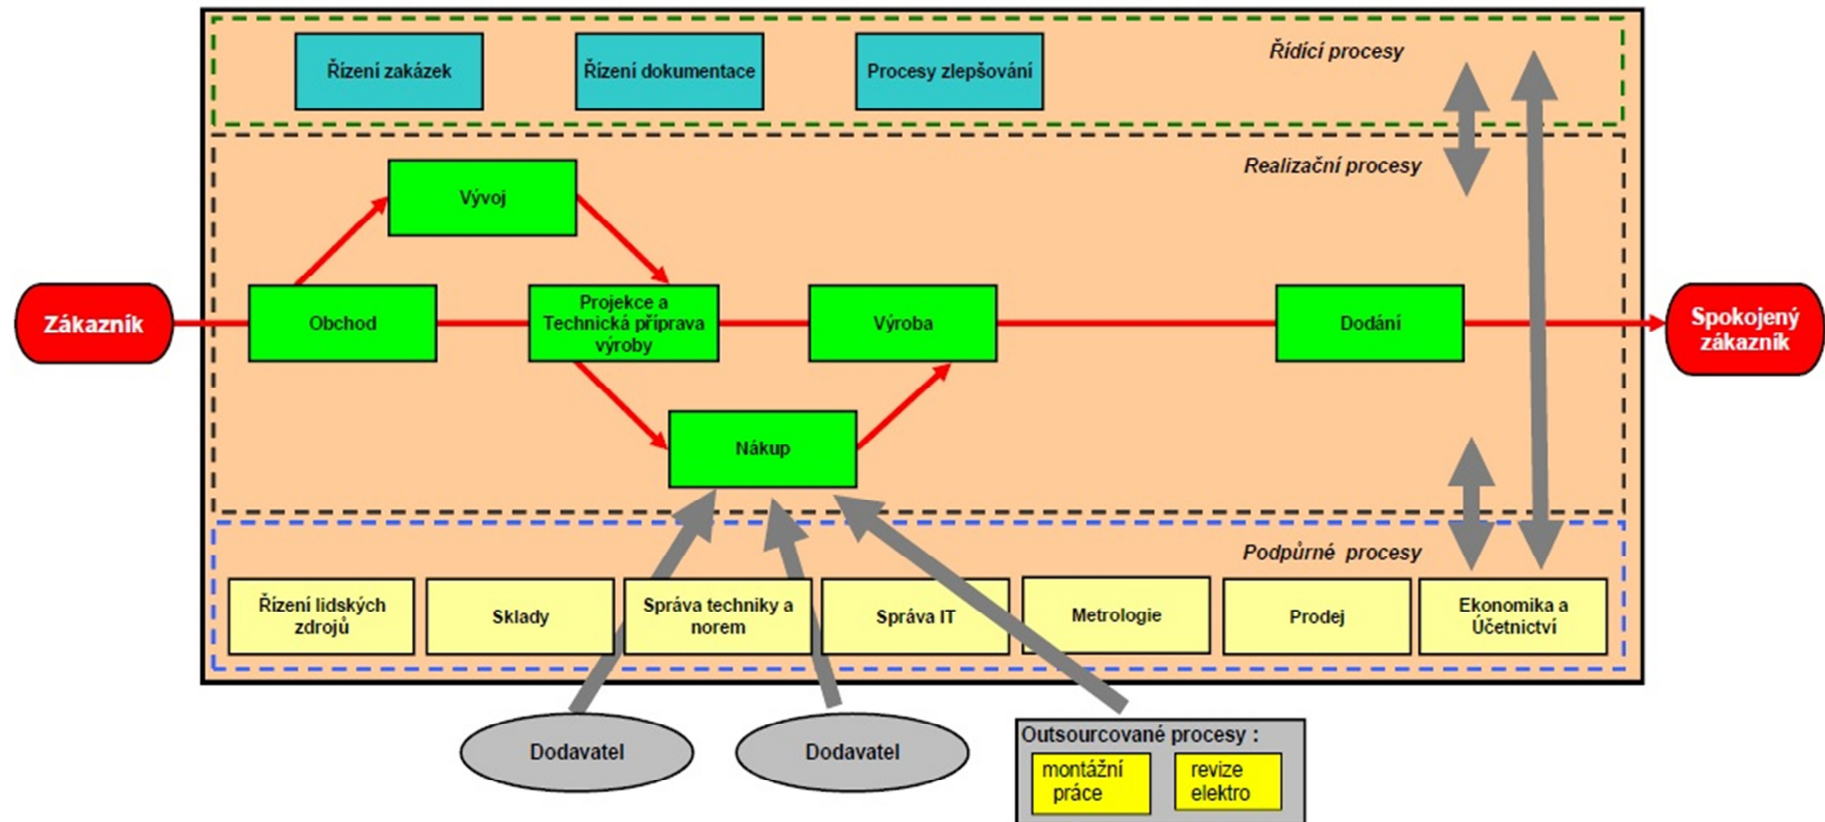 Řídící procesy
Řízení zakázek
Řízení dokumentace
Procesy zlepšování
Realizační procesy
Vývoj
Zákazník
Obchod
Projekce a
Technická příprava
výroby
Výroba
Dodání
Spokojený
zákazník
Nákup
Podpůrné procesy
Řízení lidských
zdrojů
Sklady
Správa techniky a
norem
Správa IT
Metrologie
Prodej
Ekonomika a
Účetnictví
Dodavatel
Dodavatel
Outsourcované procesy :
montážní
práce
revize
elektro